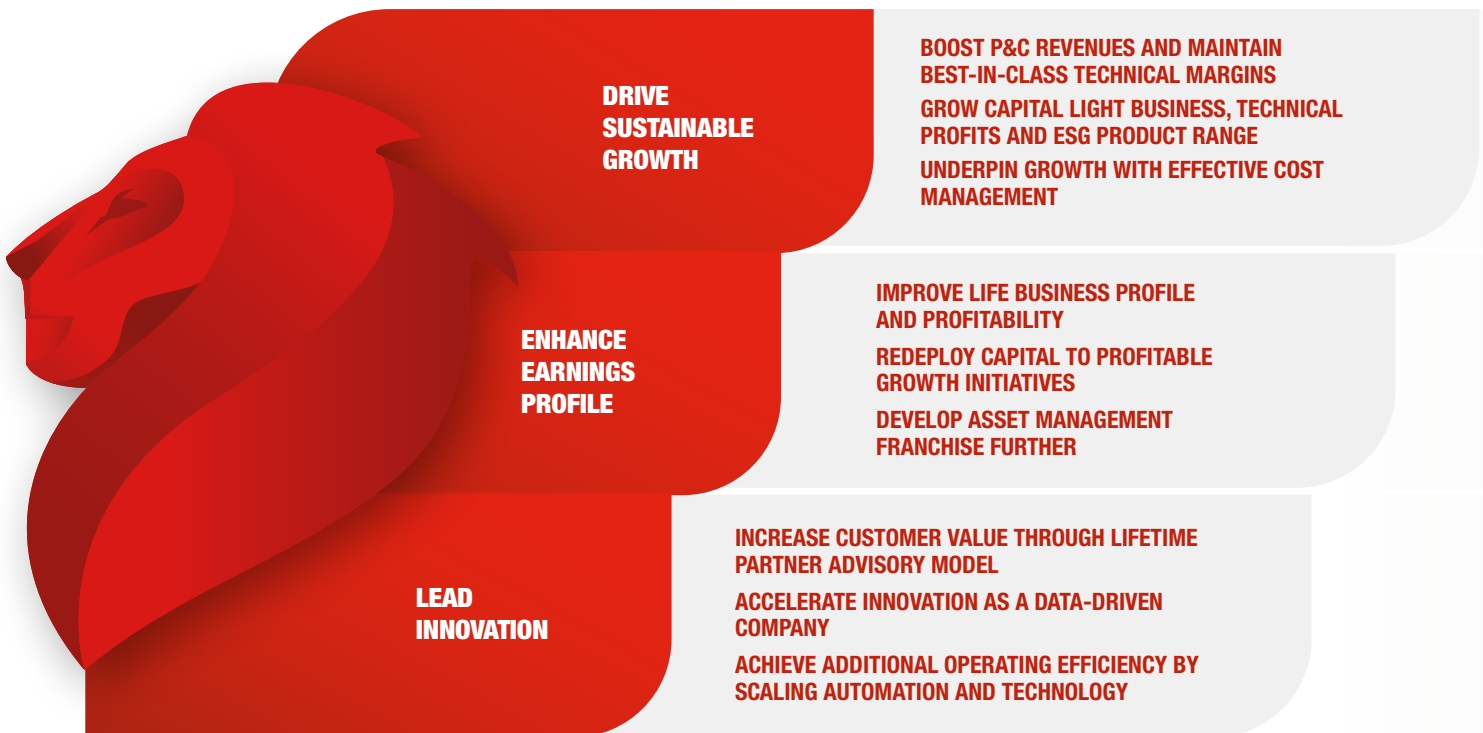 DRIVE
SUSTAINABLE
GROWTH
BOOST P&C REVENUES AND MAINTAIN
BEST-IN-CLASS TECHNICAL MARGINS
GROW CAPITAL LIGHT BUSINESS, TECHNICAL
PROFITS AND ESG PRODUCT RANGE
UNDERPIN GROWTH WITH EFFECTIVE COST
MANAGEMENT
ENHANCE
EARNINGS
PROFILE
IMPROVE LIFE BUSINESS PROFILE
AND PROFITABILITY
REDEPLOY CAPITAL TO PROFITABLE
GROWTH INITIATIVES
DEVELOP ASSET MANAGEMENT
FRANCHISE FURTHER
LEAD
INNOVATION
INCREASE CUSTOMER VALUE THROUGH LIFETIME
PARTNER ADVISORY MODEL
ACCELERATE INNOVATION AS A DATA-DRIVEN
COMPANY
ACHIEVE ADDITIONAL OPERATING EFFICIENCY BY
SCALING AUTOMATION AND TECHNOLOGY